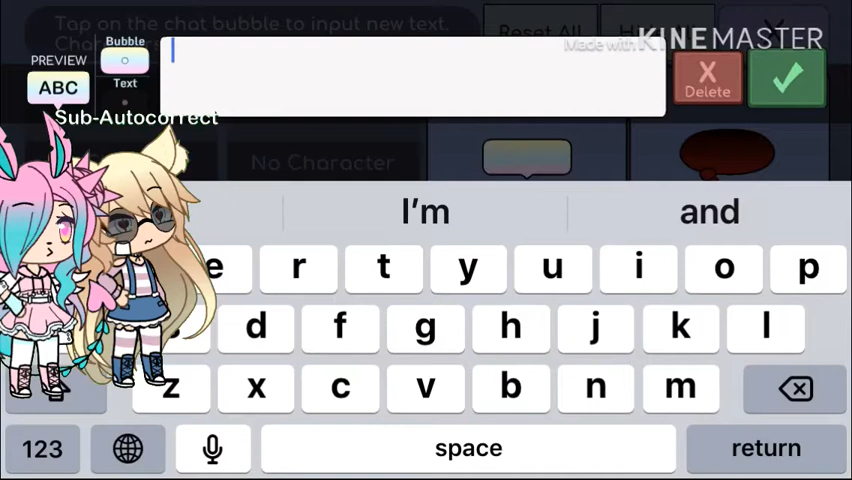 Tap on the chat bubble to input new text.
Reset All
Made with KINEMASTER
Bubble
PREVIEW
ABC
Text
X
Delete
Sub-Autocorrect
No Character
I'm
and
e r t y u i o p
d f g h j k l
z x c v b n m
123
space
return